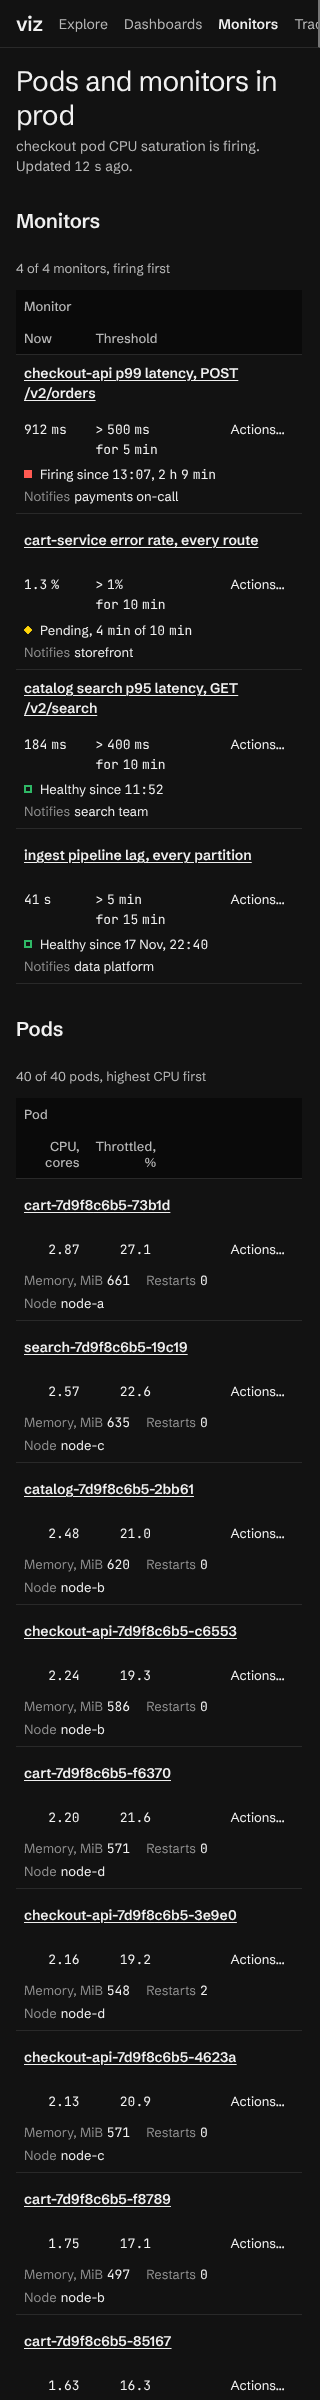 viz Explore Dashboards Monitors
Pods and monitors in
prod
checkout pod CPU saturation is firing.
Updated 12 s ago.
Monitors
4 of 4 monitors, firing first
Monitor
Now Threshold
checkout-api p99 latency, POST
/v2/orders
912 ms > 500 ms Actions...
for 5 min
Firing since 13:07, 2 h 9 min
Notifies payments on-call
cart-service error rate, every route
1.3 % > 1% Actions...
for 10 min
Pending, 4 min of 10 min
Notifies storefront
catalog search p95 latency, GET
/v2/search
184 ms > 400 ms Actions...
for 10 min
Healthy since 11:52
Notifies search team
ingest pipeline lag, every partition
41 s > 5 min Actions...
for 15 min
Healthy since 17 Nov, 22:40
Notifies data platform
Pods
40 of 40 pods, highest CPU first
Pod
CPU, Throttled,
cores %
cart-7d9f8c6b5-73b1d
2.87 27.1 Actions...
Memory, MiB 661 Restarts 0
Node node-a
search-7d9f8c6b5-19c19
2.57 22.6 Actions...
Memory, MiB 635 Restarts 0
Node node-c
catalog-7d9f8c6b5-2bb61
2.48 21.0 Actions...
Memory, MiB 620 Restarts 0
Node node-b
checkout-api-7d9f8c6b5-c6553
2.24 19.3 Actions...
Memory, MiB 586 Restarts 0
Node node-b
cart-7d9f8c6b5-f6370
2.20 21.6 Actions...
Memory, MiB 571 Restarts 0
Node node-d
checkout-api-7d9f8c6b5-3e9e0
2.16 19.2 Actions...
Memory, MiB 548 Restarts 2
Node node-d
checkout-api-7d9f8c6b5-4623a
2.13 20.9 Actions...
Memory, MiB 571 Restarts 0
Node node-c
cart-7d9f8c6b5-f8789
1.75 17.1 Actions...
Memory, MiB 497 Restarts 0
Node node-b
cart-7d9f8c6b5-85167
1.63 16.3 Actions...